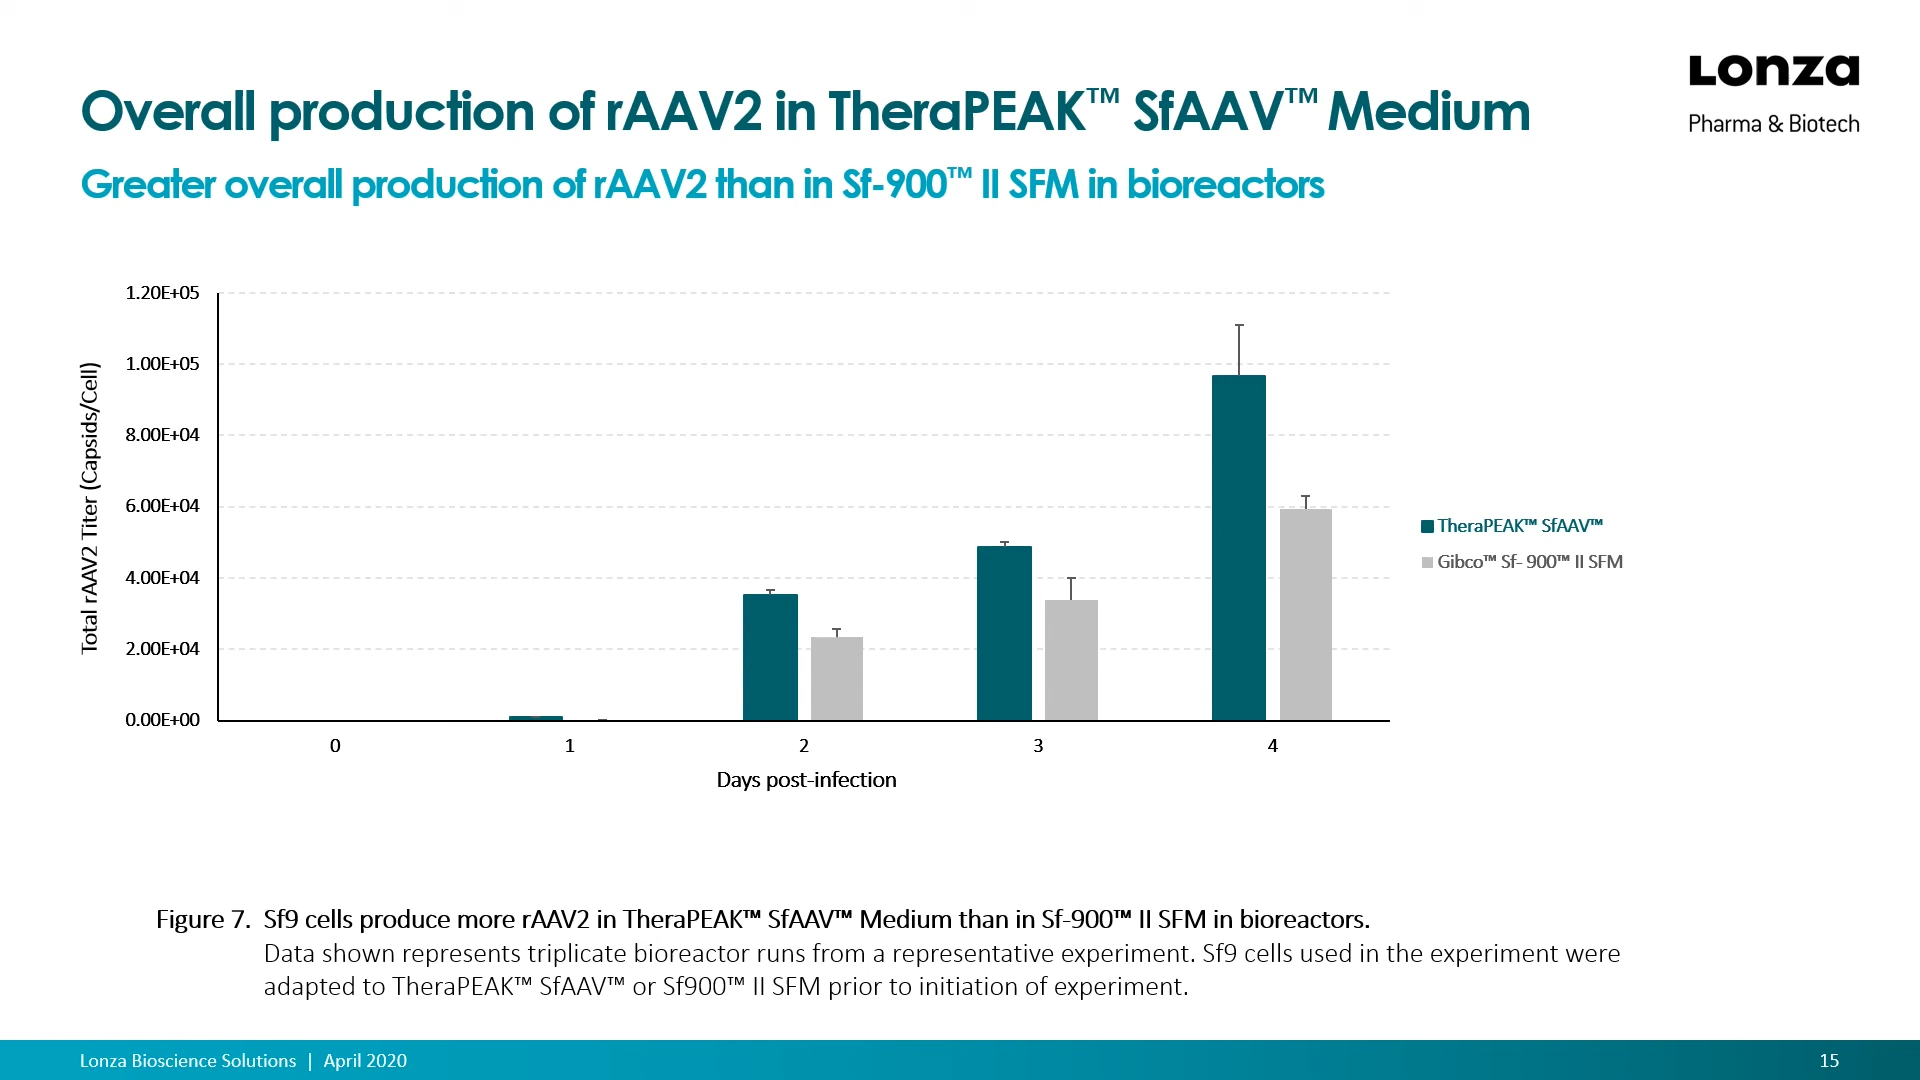 Lonza
Pharma & Biotech
Overall production of rAAV2 in TheraPEAK™ SfAAV™ Medium
Greater overall production of rAAV2 than in Sf-900™ II SFM in bioreactors
Total rAAV2 Titer (Capsids/Cell)
1.20E+05
1.00E+05
8.00E+04
6.00E+04
4.00E+04
2.00E+04
0.00E+00
0 1 2 3 4
Days post-infection
TheraPEAK™ SfAAV™
Gibco™ Sf- 900™ II SFM
Figure 7. Sf9 cells produce more rAAV2 in TheraPEAK™ SfAAV™ Medium than in Sf-900™ II SFM in bioreactors.
Data shown represents triplicate bioreactor runs from a representative experiment. Sf9 cells used in the experiment were
adapted to TheraPEAK™ SfAAV™ or Sf900™ II SFM prior to initiation of experiment.
Lonza Bioscience Solutions | April 2020
15